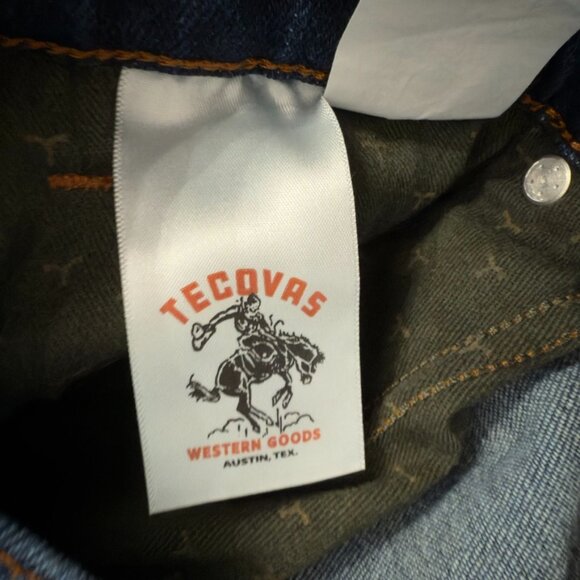 TECOVAS
WESTERN GOODS
AUSTIN, TEX.